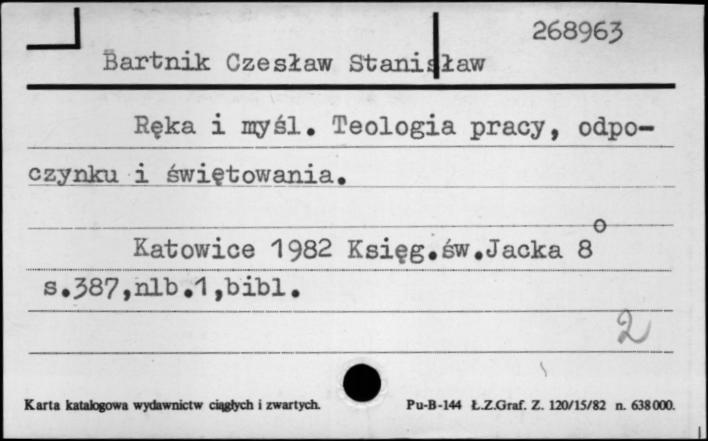 268963
Bartnik Czesław Stanisław
Ręka i myśl. Teologia pracy, odpo-
czynku i świętowania.
Katowice 1982 Księg.św.Jacka 8°
s.387,nlb.1,bibl.
2
Karta katalogowa wydawnictw ciągłych i zwartych. Pu-B-144 Ł.Z.Graf. Z. 120/15/82 n. 638000.